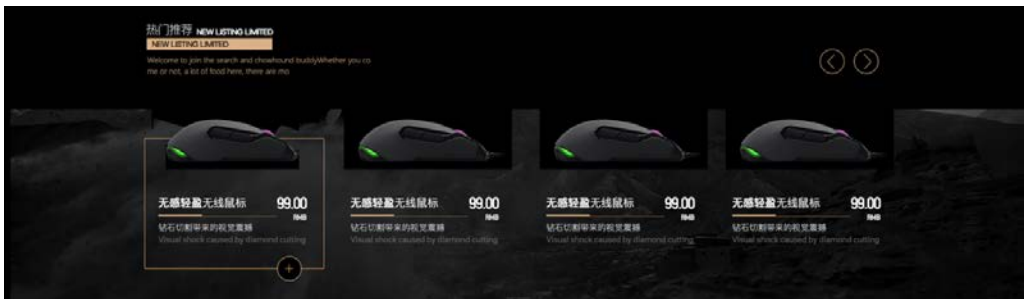 热门推荐 NEW LISTING LIMITED
NEW LISTING LIMITED
Welcome to join the search and chowhound buddyWhether you co
me or not, a lot of food here, there are mo
无感轻盈无线鼠标 99.00
RMB
钻石切割带来的视觉震撼
Visual shock caused by diamond cutting
无感轻盈无线鼠标 99.00
RMB
钻石切割带来的视觉震撼
Visual shock caused by diamond cutting
无感轻盈无线鼠标 99.00
RMB
钻石切割带来的视觉震撼
Visual shock caused by diamond cutting
无感轻盈无线鼠标 99.00
RMB
钻石切割带来的视觉震撼
Visual shock caused by diamond cutting